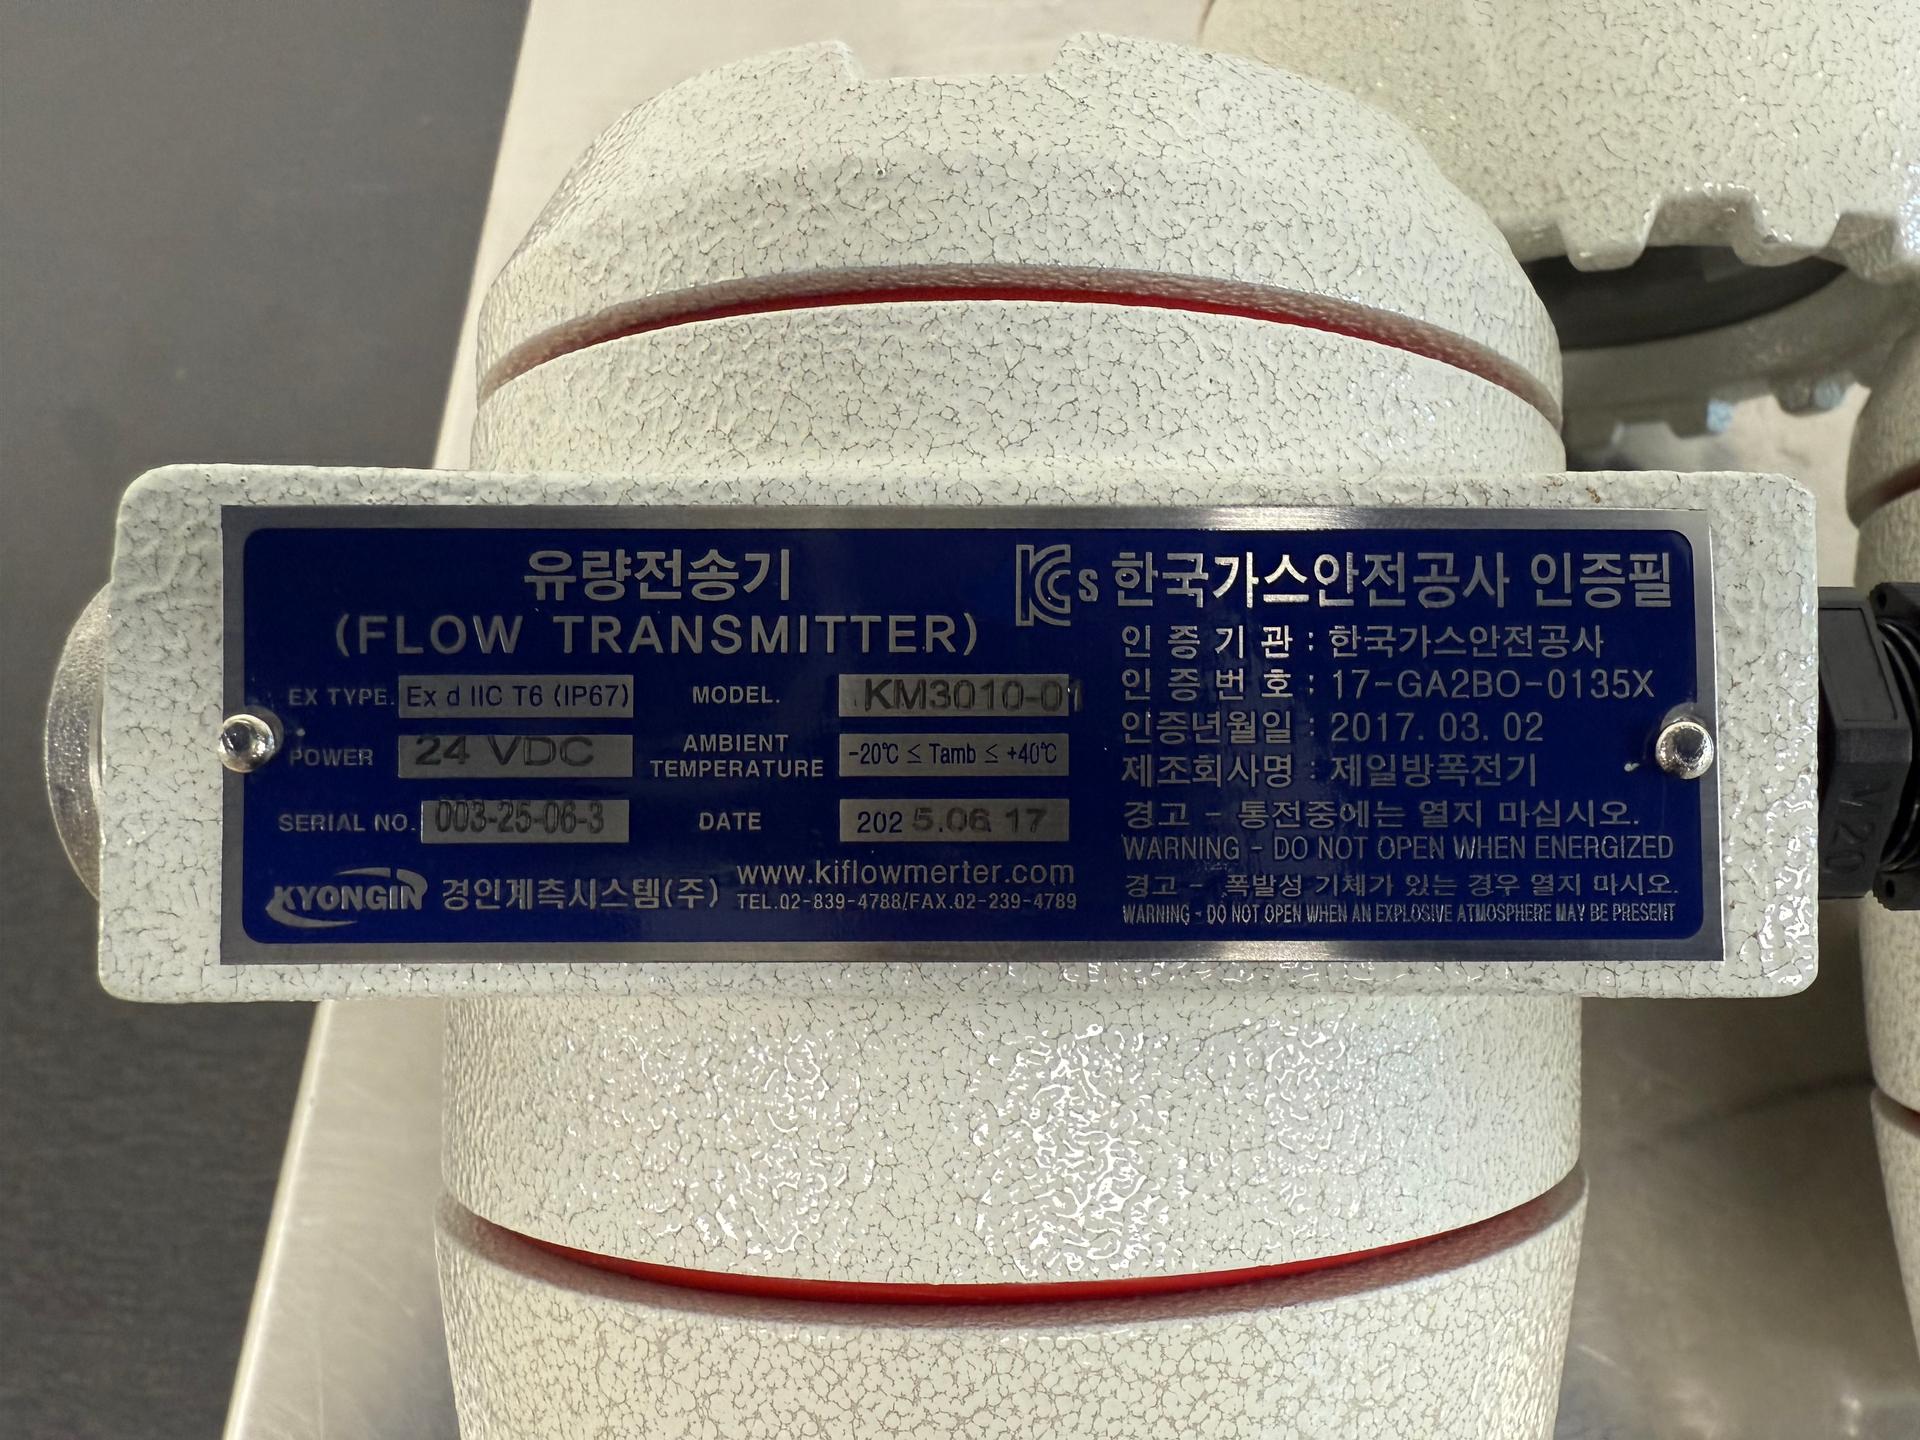 유량전송기
(FLOW TRANSMITTER)
EX TYPE. Ex d IIC T6 (IP67) MODEL. KM3010-01
POWER 24 VDC AMBIENT TEMPERATURE -20℃ ≤ Tamb ≤ +40℃
SERIAL NO. 003-25-06-3 DATE 2025.06.17
KYONGIN 경인계측시스템(주) www.kiflowmerter.com
TEL.02-839-4788/FAX.02-239-4789
KCs 한국가스안전공사 인증필
인 증 기 관 : 한국가스안전공사
인 증 번 호 : 17-GA2BO-0135X
인증년월일 : 2017. 03. 02
제조회사명 : 제일방폭전기
경고 - 통전중에는 열지 마십시오.
WARNING - DO NOT OPEN WHEN ENERGIZED
경고 - 폭발성 기체가 있는 경우 열지 마시오.
WARNING - DO NOT OPEN WHEN AN EXPLOSIVE ATMOSPHERE MAY BE PRESENT
M20